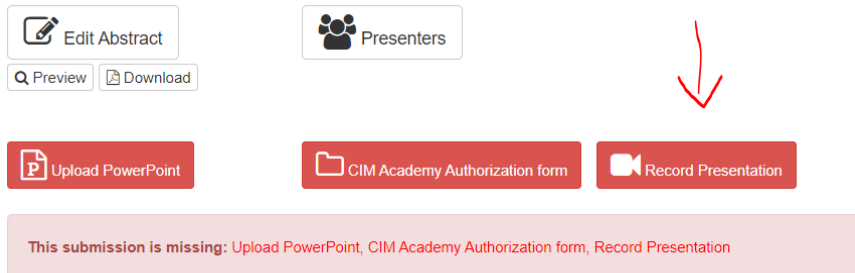 Edit Abstract
Presenters
Preview
Download
Upload PowerPoint
CIM Academy Authorization form
Record Presentation
This submission is missing: Upload PowerPoint, CIM Academy Authorization form, Record Presentation